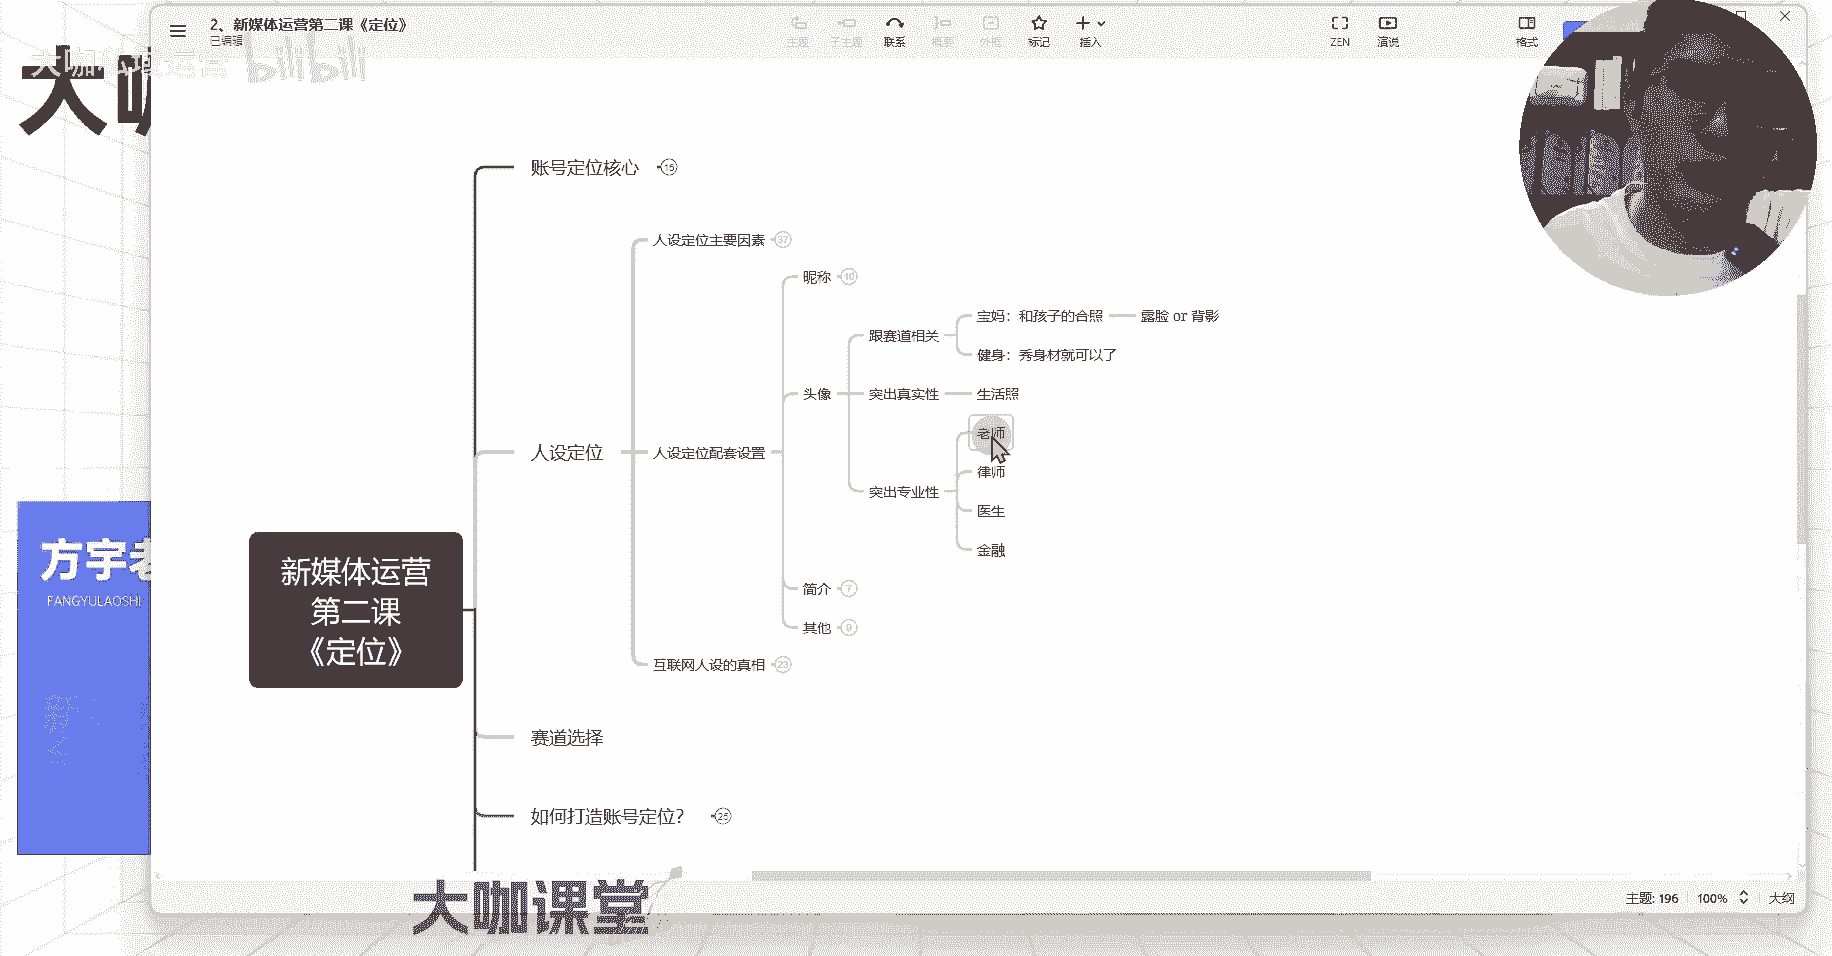 2、新媒体运营第二课《定位》
已编辑
主题
子主题
联系
概要
外框
标记
插入
ZEN
演说
格式
大咖私域运营
bilibili
大咖
账号定位核心
16
人设定位主要因素
37
昵称
10
宝妈：和孩子的合照
露脸 or 背影
跟赛道相关
健身：秀身材就可以了
头像
突出真实性
生活照
老师
人设定位
人设定位配套设置
律师
突出专业性
医生
金融
方宇老
FANGYULAOSHI
新媒体运营
第二课
《定位》
简介
7
其他
9
互联网人设的真相
23
赛道选择
如何打造账号定位？
25
大咖课堂
主题: 196
100%
大纲